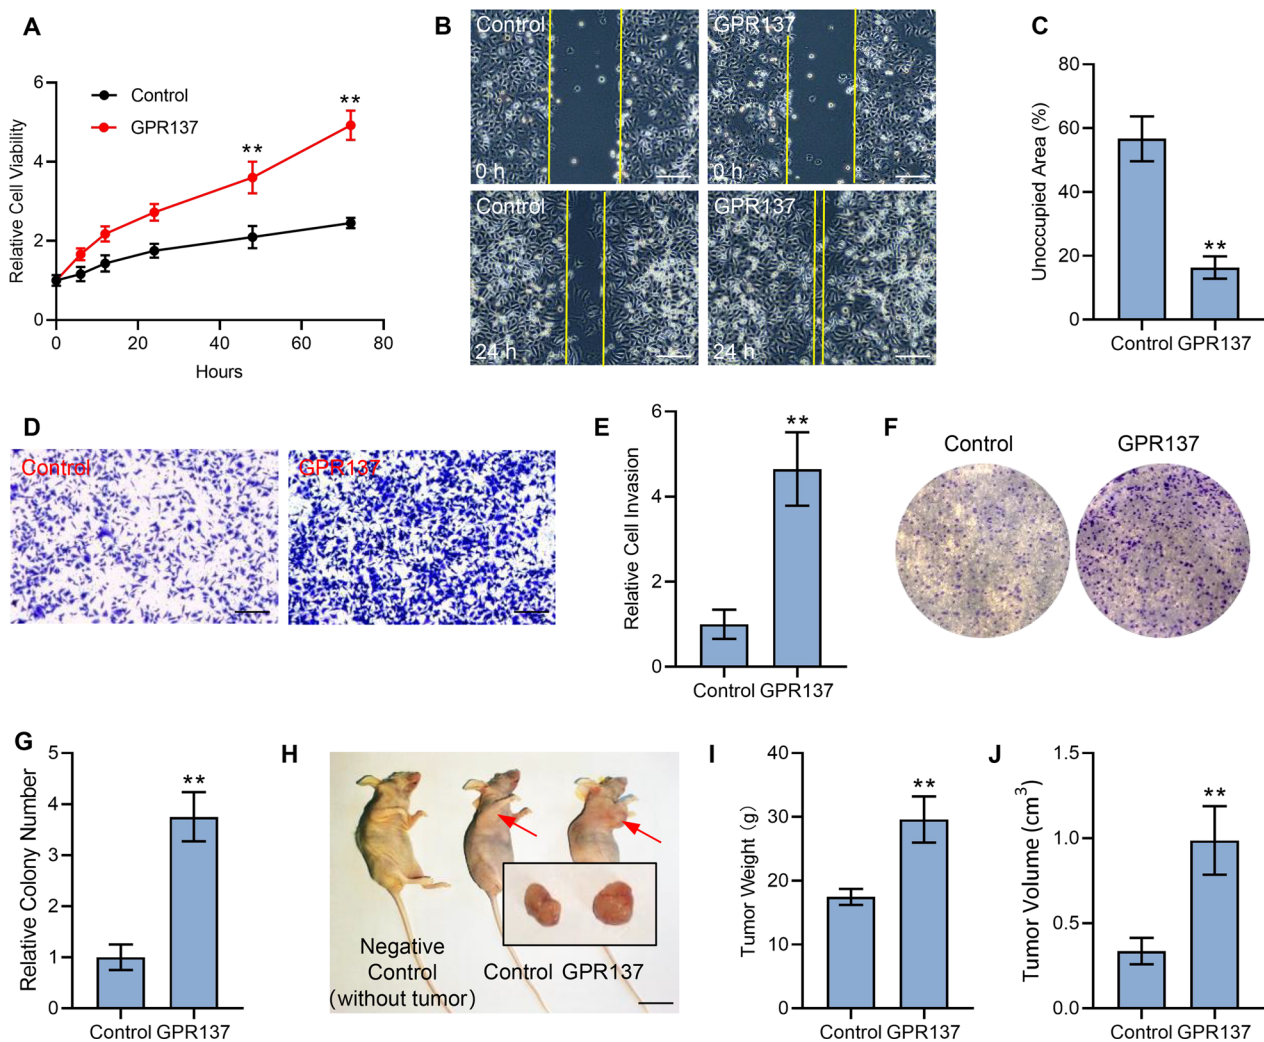 A
Relative Cell Viability
6
4
2
0
0
20
40
60
80
Hours
Control
GPR137
**
**
B
Control
0 h
GPR137
0 h
Control
24 h
GPR137
24 h
C
Unoccupied Area (%)
80
60
40
20
0
**
Control GPR137
D
Control
GPR137
E
Relative Cell Invasion
6
4
2
0
**
Control GPR137
F
Control
GPR137
G
Relative Colony Number
5
4
3
2
1
0
**
Control GPR137
H
Negative
Control
(without tumor)
Control
GPR137
I
Tumor Weight (g)
40
30
20
10
0
**
Control GPR137
J
Tumor Volume (cm³)
1.5
1.0
0.5
0.0
**
Control GPR137